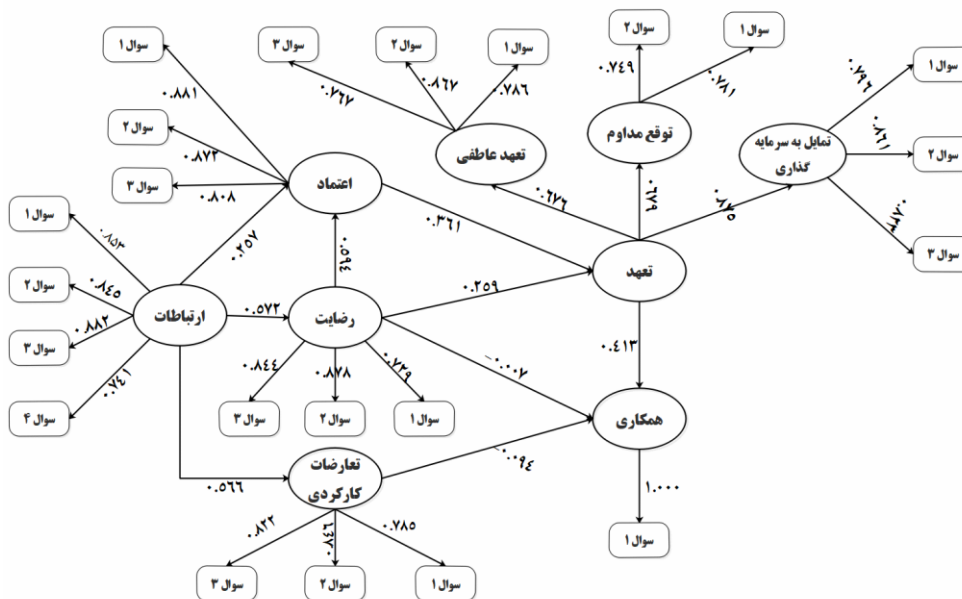 سوال ۲
سوال ۱
سوال ۱
سوال ۱
سوال ۲
سوال ۳
۰.۷۴۹
۰.۷۸۱
سوال ۱
۰.۷۹۶
۰.۷۸۶
۰.۸۶۷
۰.۷۶۷
۰.۸۸۱
سوال ۲
۰.۸۷۲
توقع مداوم
تمایل به سرمایه
گذاری
۰.۸۶۱
سوال ۲
تعهد عاطفی
سوال ۳
۰.۸۰۸
اعتماد
۰.۶۷۶
۰.۶۷۹
سوال ۱
۰.۸۵۳
۰.۲۵۷
۰.۵۹۴
۰.۳۶۱
سوال ۳
تعهد
سوال ۲
۰.۸۴۵
۰.۲۵۹
ارتباطات
۰.۵۷۲
رضایت
سوال ۳
۰.۸۸۲
۰.۴۱۳
۰.۷۴۱
۰.۸۴۴
۰.۸۷۸
۰.۷۲۹
-۰.۰۰۷
سوال ۴
سوال ۳
سوال ۲
سوال ۱
همکاری
-۰.۰۹۴
تعارضات
کارکردی
۰.۵۶۶
۱.۰۰۰
۰.۸۲۲
۰.۷۸۵
سوال ۱
سوال ۳
سوال ۲
سوال ۱